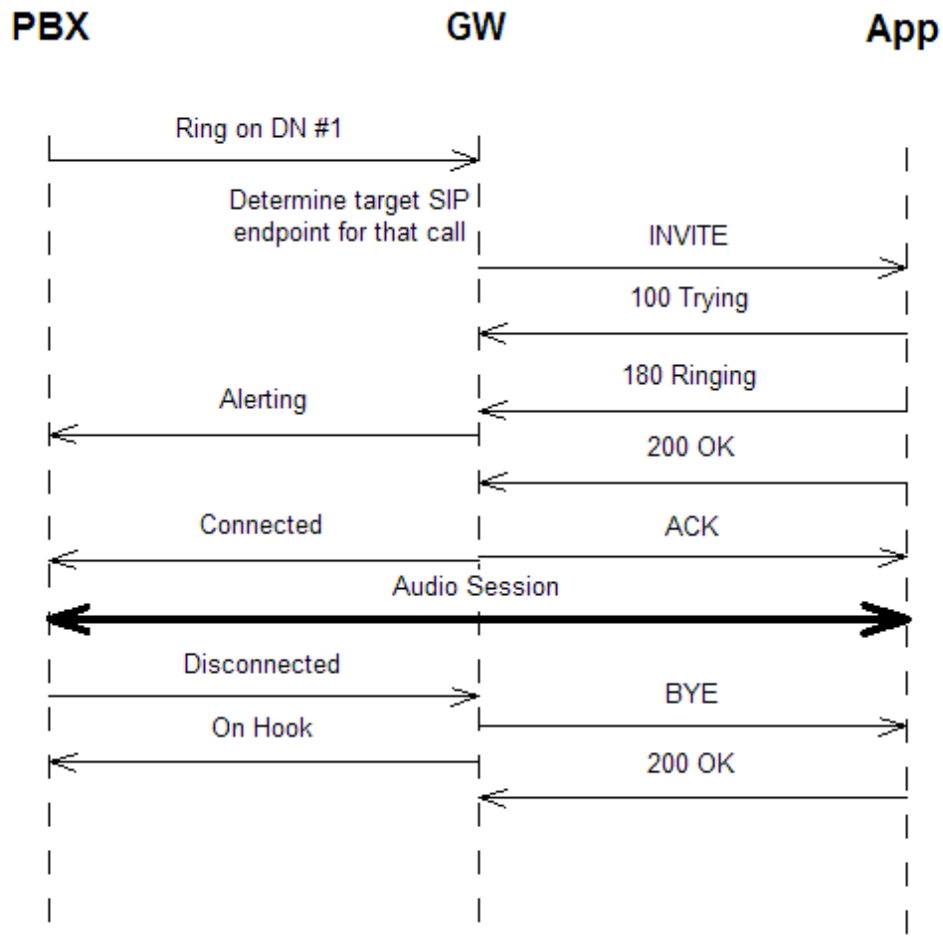 PBX
GW
App
Ring on DN #1
Determine target SIP
endpoint for that call
INVITE
100 Trying
180 Ringing
Alerting
200 OK
Connected
ACK
Audio Session
Disconnected
BYE
On Hook
200 OK